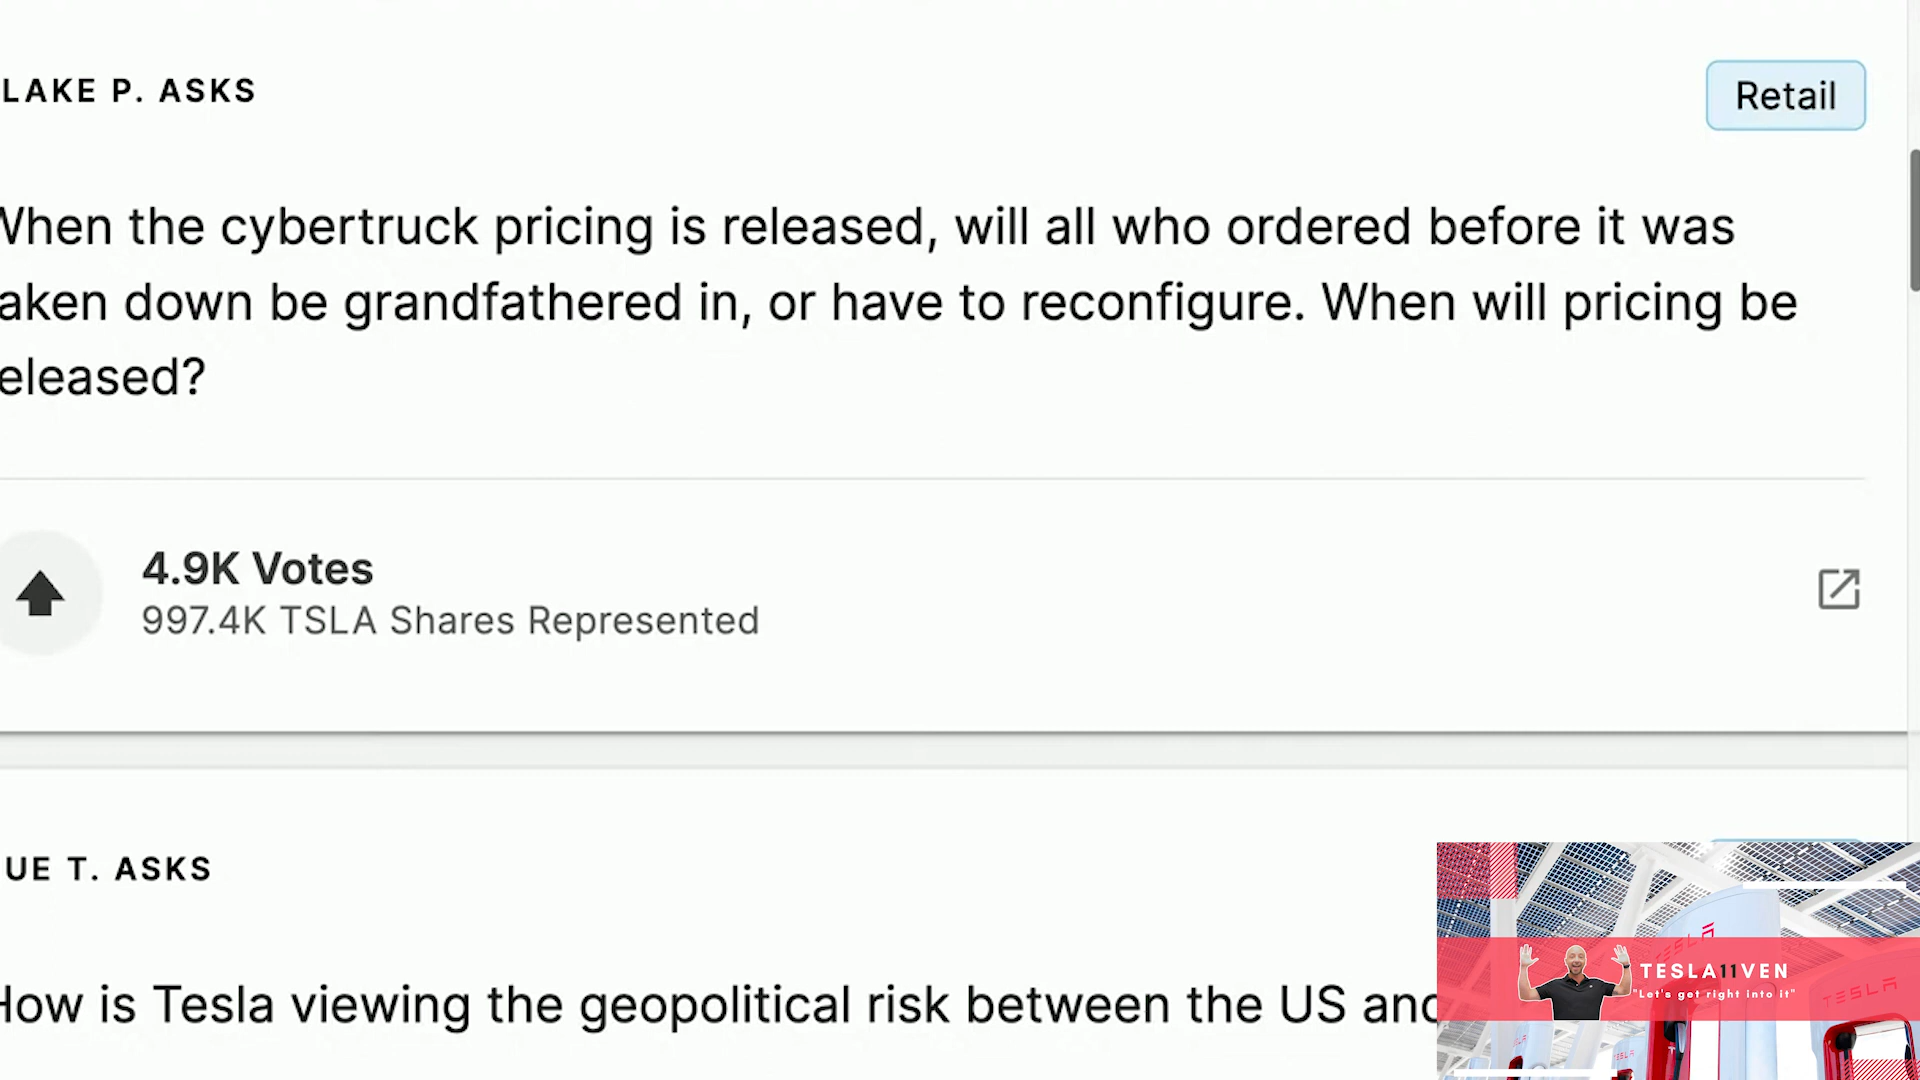 LAKE P. ASKS
Retail
When the cybertruck pricing is released, will all who ordered before it was
aken down be grandfathered in, or have to reconfigure. When will pricing be
eleased?
4.9K Votes
997.4K TSLA Shares Represented
UE T. ASKS
How is Tesla viewing the geopolitical risk between the US and
TESLA
TESLA11VEN
"Let's get right into it"
TESLA